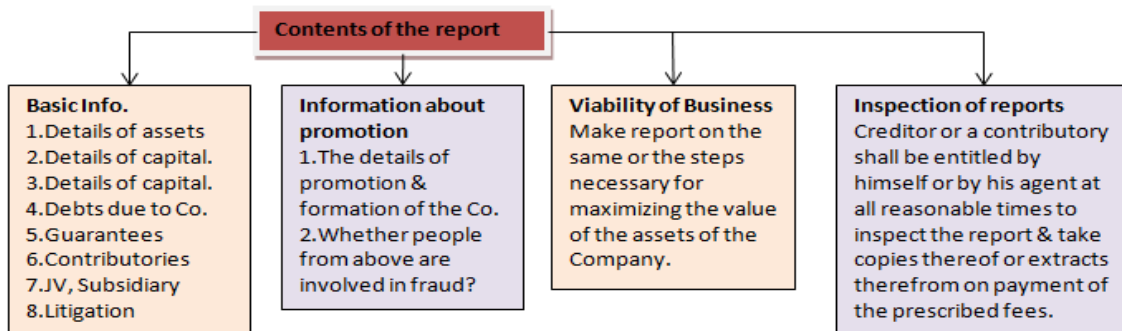 Contents of the report
Basic Info.
1.Details of assets
2.Details of capital.
3.Details of capital.
4.Debts due to Co.
5.Guarantees
6.Contributories
7.JV, Subsidiary
8.Litigation
Information about
promotion
1.The details of
promotion &
formation of the Co.
2.Whether people
from above are
involved in fraud?
Viability of Business
Make report on the
same or the steps
necessary for
maximizing the value
of the assets of the
Company.
Inspection of reports
Creditor or a contributory
shall be entitled by
himself or by his agent at
all reasonable times to
inspect the report & take
copies thereof or extracts
therefrom on payment of
the prescribed fees.